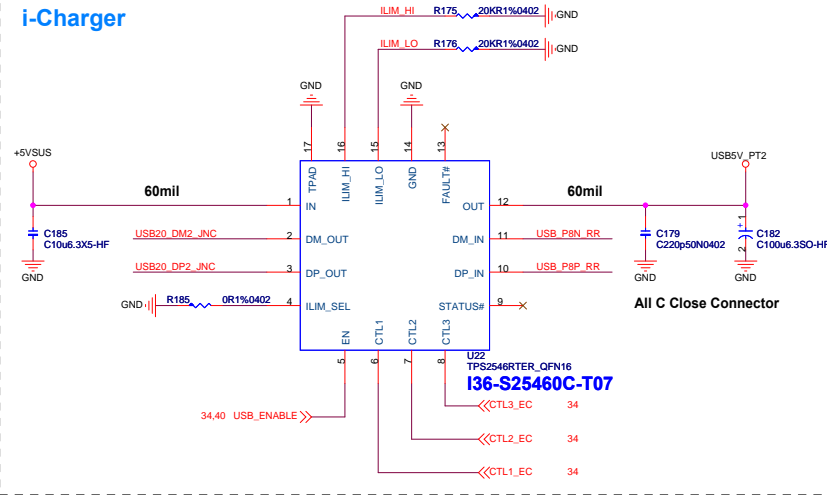 i-Charger
ILIM_HI R175 20KR1%0402 GND
ILIM_LO R176 20KR1%0402 GND
GND GND
+5VSUS
17 16 15 14 13
TPAD ILIM_HI ILIM_LO GND FAULT#
USB5V_PT2
60mil 1 IN OUT 12 60mil
C185
C10u6.3X5-HF
GND
USB20_DM2_JNC 2 DM_OUT DM_IN 11 USB_P8N_RR
USB20_DP2_JNC 3 DP_OUT DP_IN 10 USB_P8P_RR
C179
C220p50N0402
GND
+ 1
2
C182
C100u6.3SO-HF
GND
All C Close Connector
GND R185 0R1%0402 4 ILIM_SEL STATUS# 9
EN CTL1 CTL2 CTL3
5 6 7 8
U22
TPS2546RTER_QFN16
I36-S25460C-T07
34,40 USB_ENABLE
CTL3_EC 34
CTL2_EC 34
CTL1_EC 34